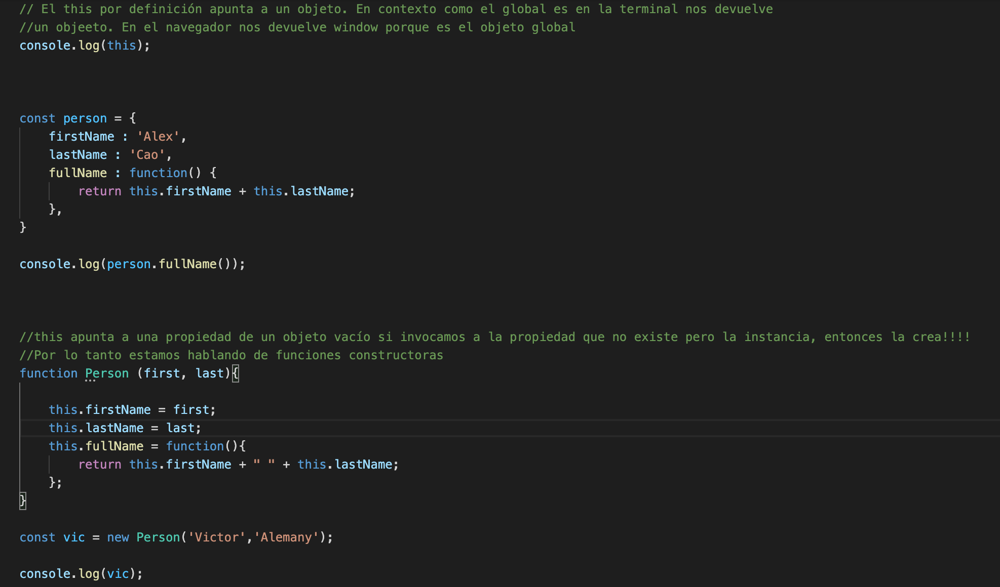 // El this por definición apunta a un objeto. En contexto como el global es en la terminal nos devuelve
//un objeeto. En el navegador nos devuelve window porque es el objeto global
console.log(this);
const person = {
    firstName : 'Alex',
    lastName : 'Cao',
    fullName : function() {
        return this.firstName + this.lastName;
    },
}
console.log(person.fullName());
//this apunta a una propiedad de un objeto vacío si invocamos a la propiedad que no existe pero la instancia, entonces la crea!!!!
//Por lo tanto estamos hablando de funciones constructoras
function Person (first, last){
    this.firstName = first;
    this.lastName = last;
    this.fullName = function(){
        return this.firstName + " " + this.lastName;
    };
}
const vic = new Person('Victor','Alemany');
console.log(vic);